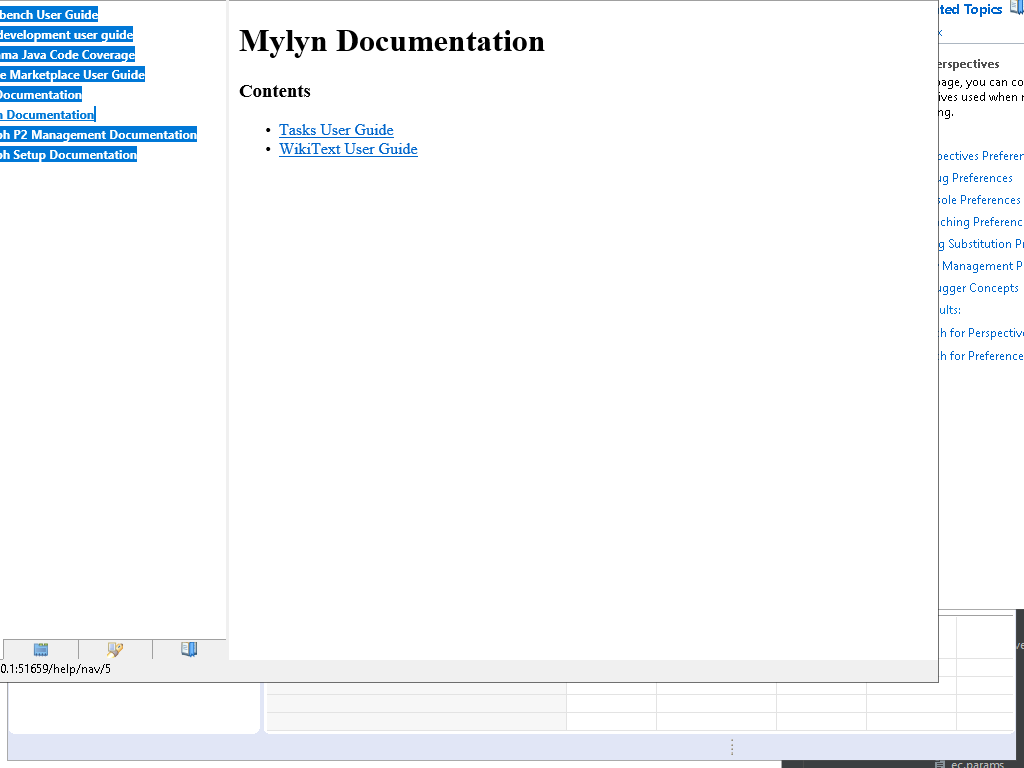 bench User Guide
development user guide
ma Java Code Coverage
e Marketplace User Guide
Documentation
n Documentation
ph P2 Management Documentation
ph Setup Documentation
0.1:51659/help/nav/5
Mylyn Documentation
Contents
• Tasks User Guide
• WikiText User Guide
ted Topics
k
erspectives
page, you can co
ives used when r
ng.
pectives Preferen
ug Preferences
sole Preferences
ching Preferenc
g Substitution Pr
Management P
ugger Concepts
ults:
h for Perspectiv
h for Preference
ve
ec.params